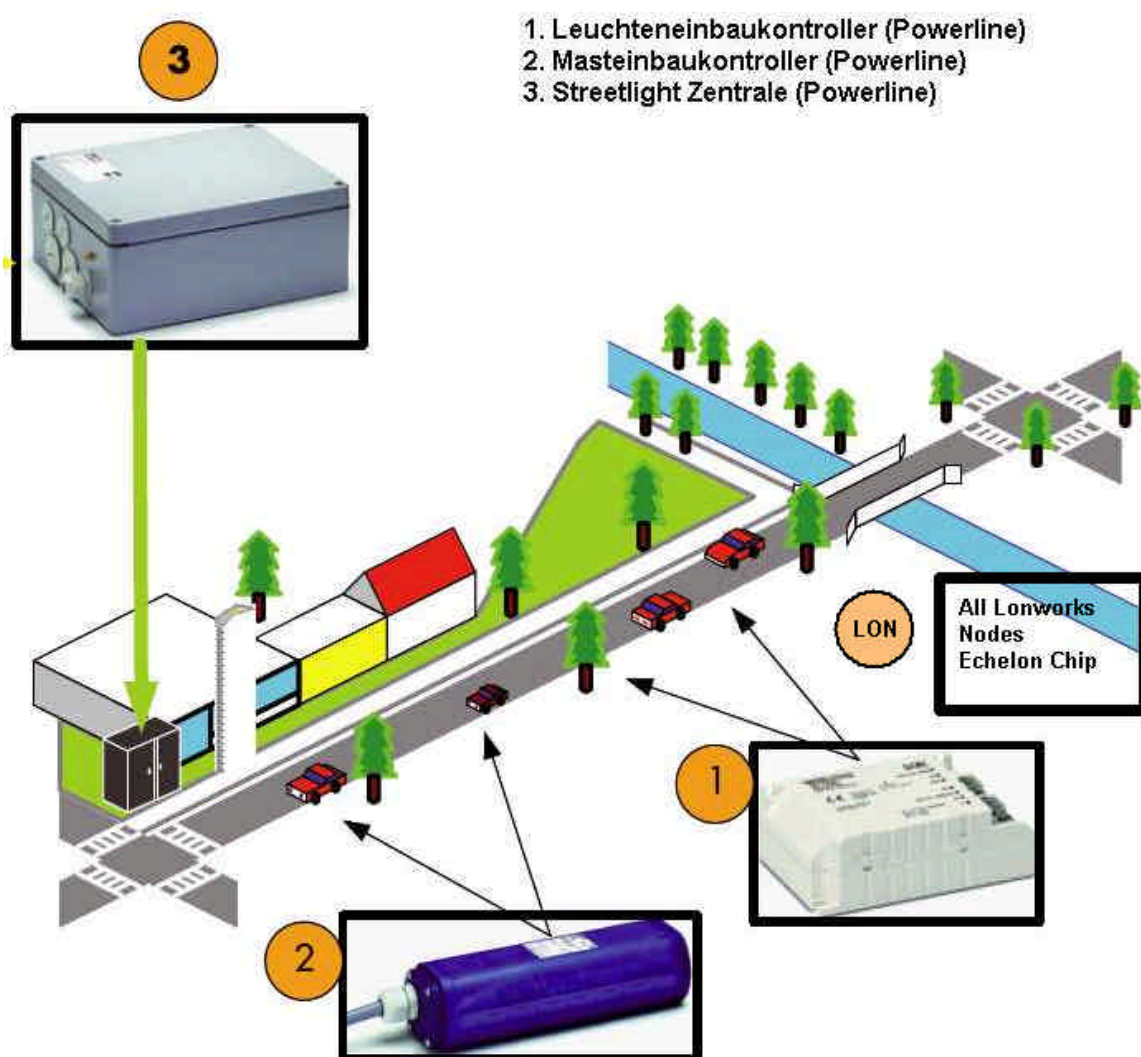 3
1. Leuchteneinbaukontroller (Powerline)
2. Masteinbaukontroller (Powerline)
3. Streetlight Zentrale (Powerline)
LON
All Lonworks
Nodes
Echelon Chip
1
2